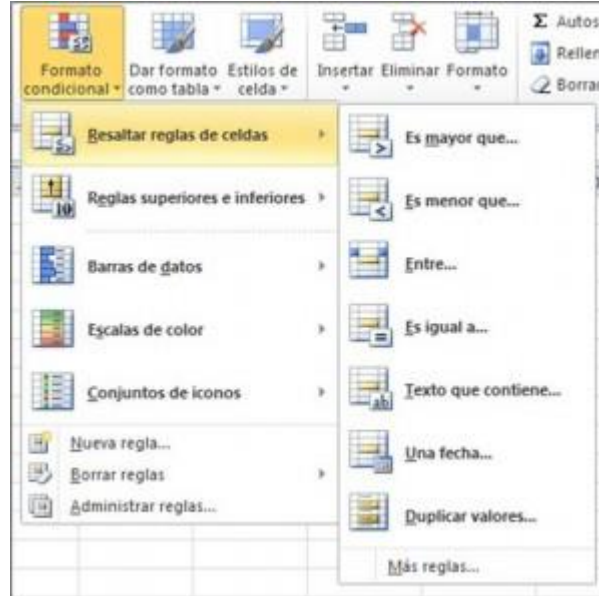 Formato condicional
Dar formato como tabla
Estilos de celda
Insertar
Eliminar
Formato
Σ Autos
Rellen
Borrar
Resaltar reglas de celdas
Reglas superiores e inferiores
Barras de datos
Escalas de color
Conjuntos de iconos
Nueva regla...
Borrar reglas
Administrar reglas...
Es mayor que...
Es menor que...
Entre...
Es igual a...
Texto que contiene...
Una fecha...
Duplicar valores...
Más reglas...